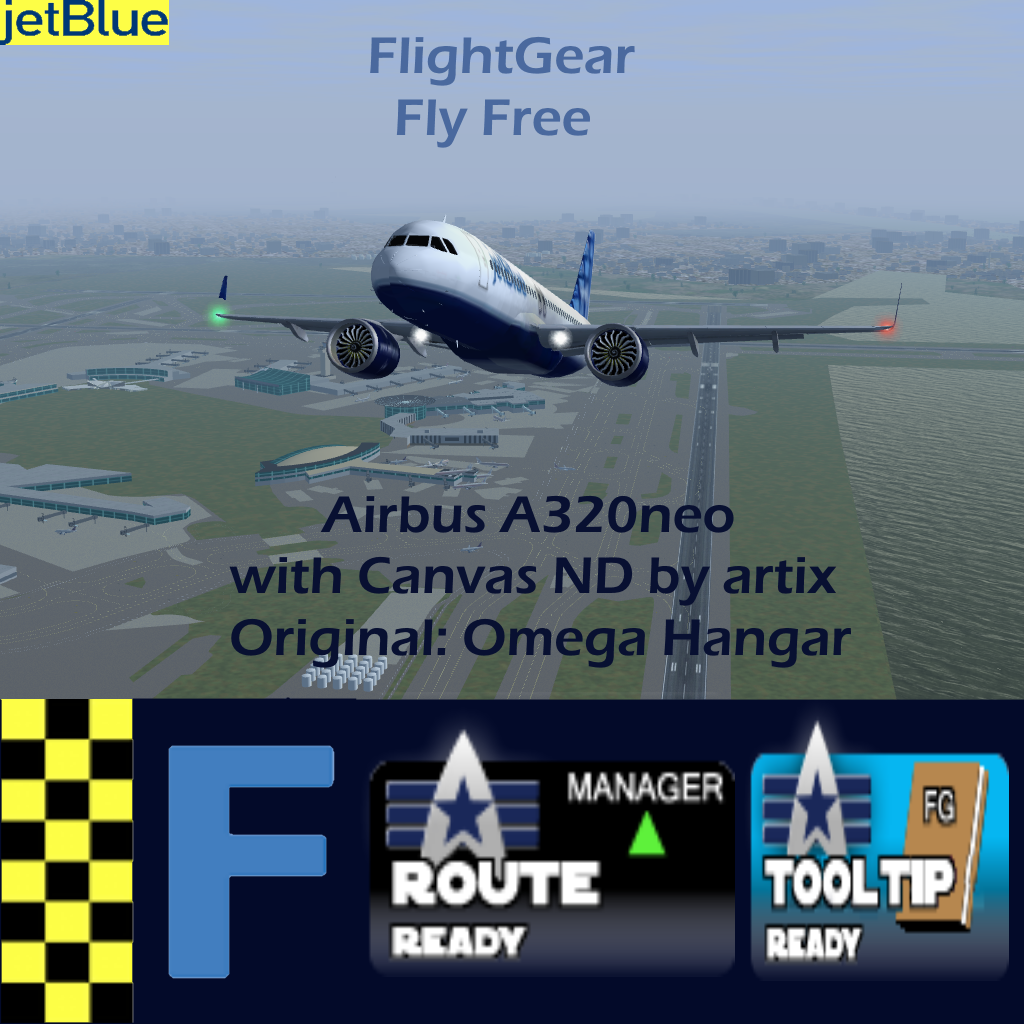 jetBlue
FlightGear
Fly Free
jetBlue
Airbus A320neo
with Canvas ND by artix
Original: Omega Hangar
F
MANAGER
ROUTE
READY
FG
TOOLTIP
READY